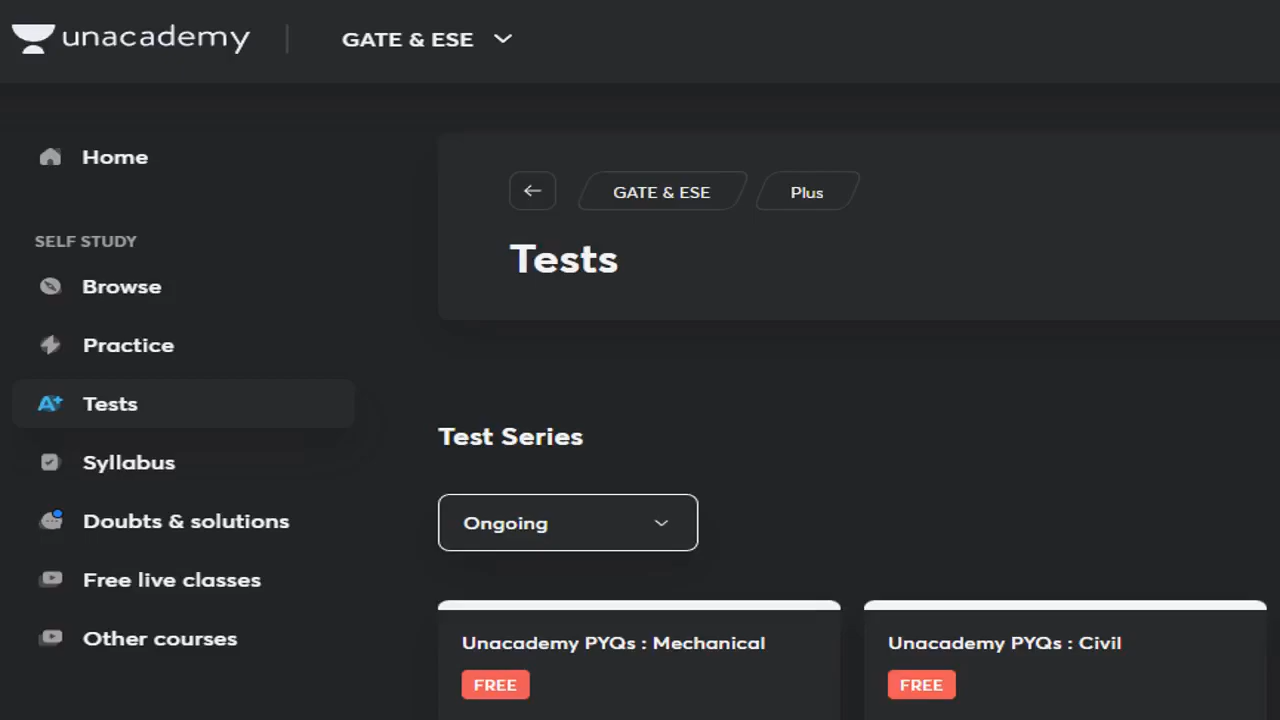 unacademy
GATE & ESE
Home
SELF STUDY
Browse
Practice
A+ Tests
Syllabus
Doubts & solutions
Free live classes
Other courses
GATE & ESE
Plus
Tests
Test Series
Ongoing
Unacademy PYQs : Mechanical
FREE
Unacademy PYQs : Civil
FREE